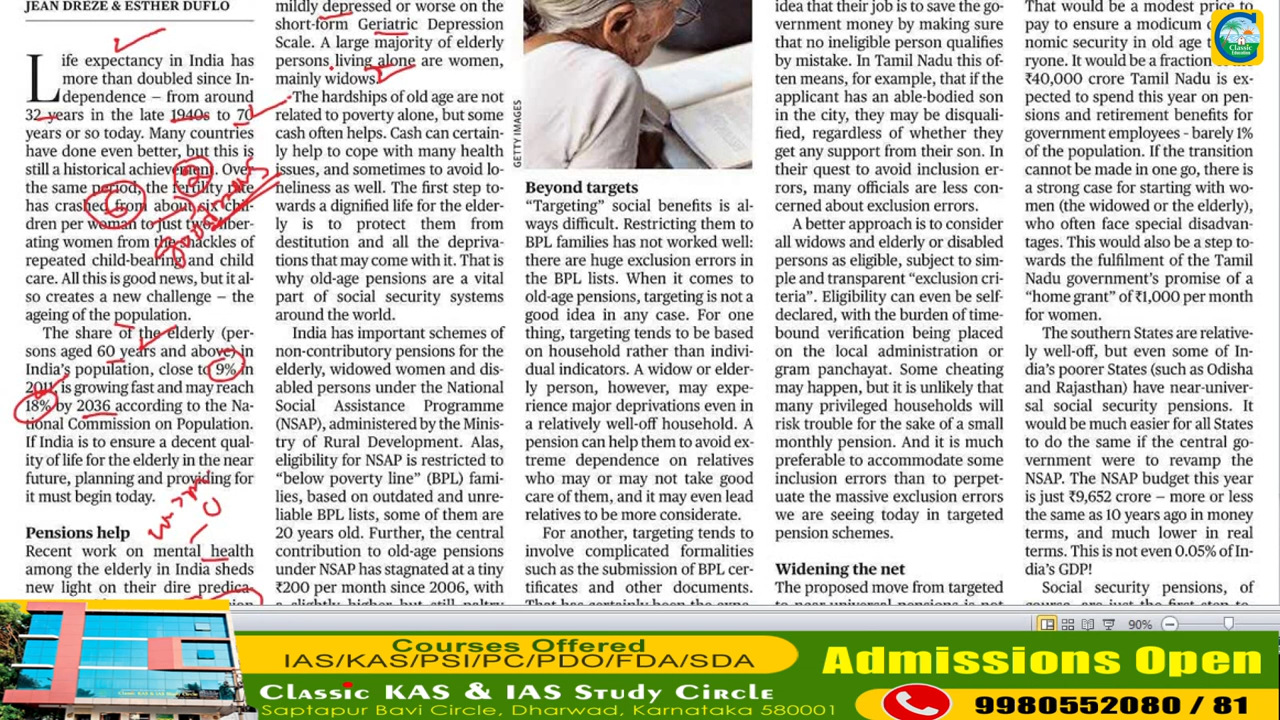 JEAN DREZE & ESTHER DUFLO
Life expectancy in India has
more than doubled since In-
dependence – from around
32 years in the late 1940s to 70
years or so today. Many countries
have done even better, but this is
still a historical achievement. Over
the same period, the fertility rate
has crashed from about six chil-
dren per woman to just two, liber-
ating women from the shackles of
repeated child-bearing and child
care. All this is good news, but it al-
so creates a new challenge – the
ageing of the population.
The share of the elderly (per-
sons aged 60 years and above) in
India's population, close to 9% in
2011, is growing fast and may reach
18% by 2036 according to the Na-
tional Commission on Population.
If India is to ensure a decent qual-
ity of life for the elderly in the near
future, planning and providing for
it must begin today.
Pensions help
Recent work on mental health
among the elderly in India sheds
new light on their dire predica-
mildly depressed or worse on the
short-form Geriatric Depression
Scale. A large majority of elderly
persons living alone are women,
mainly widows.
The hardships of old age are not
related to poverty alone, but some
cash often helps. Cash can certain-
ly help to cope with many health
issues, and sometimes to avoid lo-
neliness as well. The first step to-
wards a dignified life for the elder-
ly is to protect them from
destitution and all the depriva-
tions that may come with it. That is
why old-age pensions are a vital
part of social security systems
around the world.
India has important schemes of
non-contributory pensions for the
elderly, widowed women and dis-
abled persons under the National
Social Assistance Programme
(NSAP), administered by the Minis-
try of Rural Development. Alas,
eligibility for NSAP is restricted to
"below poverty line" (BPL) fami-
lies, based on outdated and unre-
liable BPL lists, some of them are
20 years old. Further, the central
contribution to old-age pensions
under NSAP has stagnated at a tiny
₹200 per month since 2006, with
a slightly higher but still paltry
GETTY IMAGES
Beyond targets
"Targeting" social benefits is al-
ways difficult. Restricting them to
BPL families has not worked well:
there are huge exclusion errors in
the BPL lists. When it comes to
old-age pensions, targeting is not a
good idea in any case. For one
thing, targeting tends to be based
on household rather than indivi-
dual indicators. A widow or elder-
ly person, however, may expe-
rience major deprivations even in
a relatively well-off household. A
pension can help them to avoid ex-
treme dependence on relatives
who may or may not take good
care of them, and it may even lead
relatives to be more considerate.
For another, targeting tends to
involve complicated formalities
such as the submission of BPL cer-
tificates and other documents.
That has certainly been the expe-
idea that their job is to save the go-
vernment money by making sure
that no ineligible person qualifies
by mistake. In Tamil Nadu this of-
ten means, for example, that if the
applicant has an able-bodied son
in the city, they may be disquali-
fied, regardless of whether they
get any support from their son. In
their quest to avoid inclusion er-
rors, many officials are less con-
cerned about exclusion errors.
A better approach is to consider
all widows and elderly or disabled
persons as eligible, subject to sim-
ple and transparent "exclusion cri-
teria". Eligibility can even be self-
declared, with the burden of time-
bound verification being placed
on the local administration or
gram panchayat. Some cheating
may happen, but it is unlikely that
many privileged households will
risk trouble for the sake of a small
monthly pension. And it is much
preferable to accommodate some
inclusion errors than to perpet-
uate the massive exclusion errors
we are seeing today in targeted
pension schemes.
Widening the net
The proposed move from targeted
to near-universal pensions is not
That would be a modest price to
pay to ensure a modicum of
nomic security in old age
ryone. It would be a fraction of the
₹40,000 crore Tamil Nadu is ex-
pected to spend this year on pen-
sions and retirement benefits for
government employees - barely 1%
of the population. If the transition
cannot be made in one go, there is
a strong case for starting with wo-
men (the widowed or the elderly),
who often face special disadvan-
tages. This would also be a step to-
wards the fulfilment of the Tamil
Nadu government's promise of a
"home grant" of ₹1,000 per month
for women.
The southern States are relative-
ly well-off, but even some of In-
dia's poorer States (such as Odisha
and Rajasthan) have near-univer-
sal social security pensions. It
would be much easier for all States
to do the same if the central go-
vernment were to revamp the
NSAP. The NSAP budget this year
is just ₹9,652 crore – more or less
the same as 10 years ago in money
terms, and much lower in real
terms. This is not even 0.05% of In-
dia's GDP!
Social security pensions, of
course, are just the first step to-
Classic
Education
90%
Courses Offered
IAS/KAS/PSI/PC/PDO/FDA/SDA
Classic KAS & IAS Study Circle
Saptapur Bavi Circle, Dharwad, Karnataka 580001
Admissions Open
9980552080 / 81